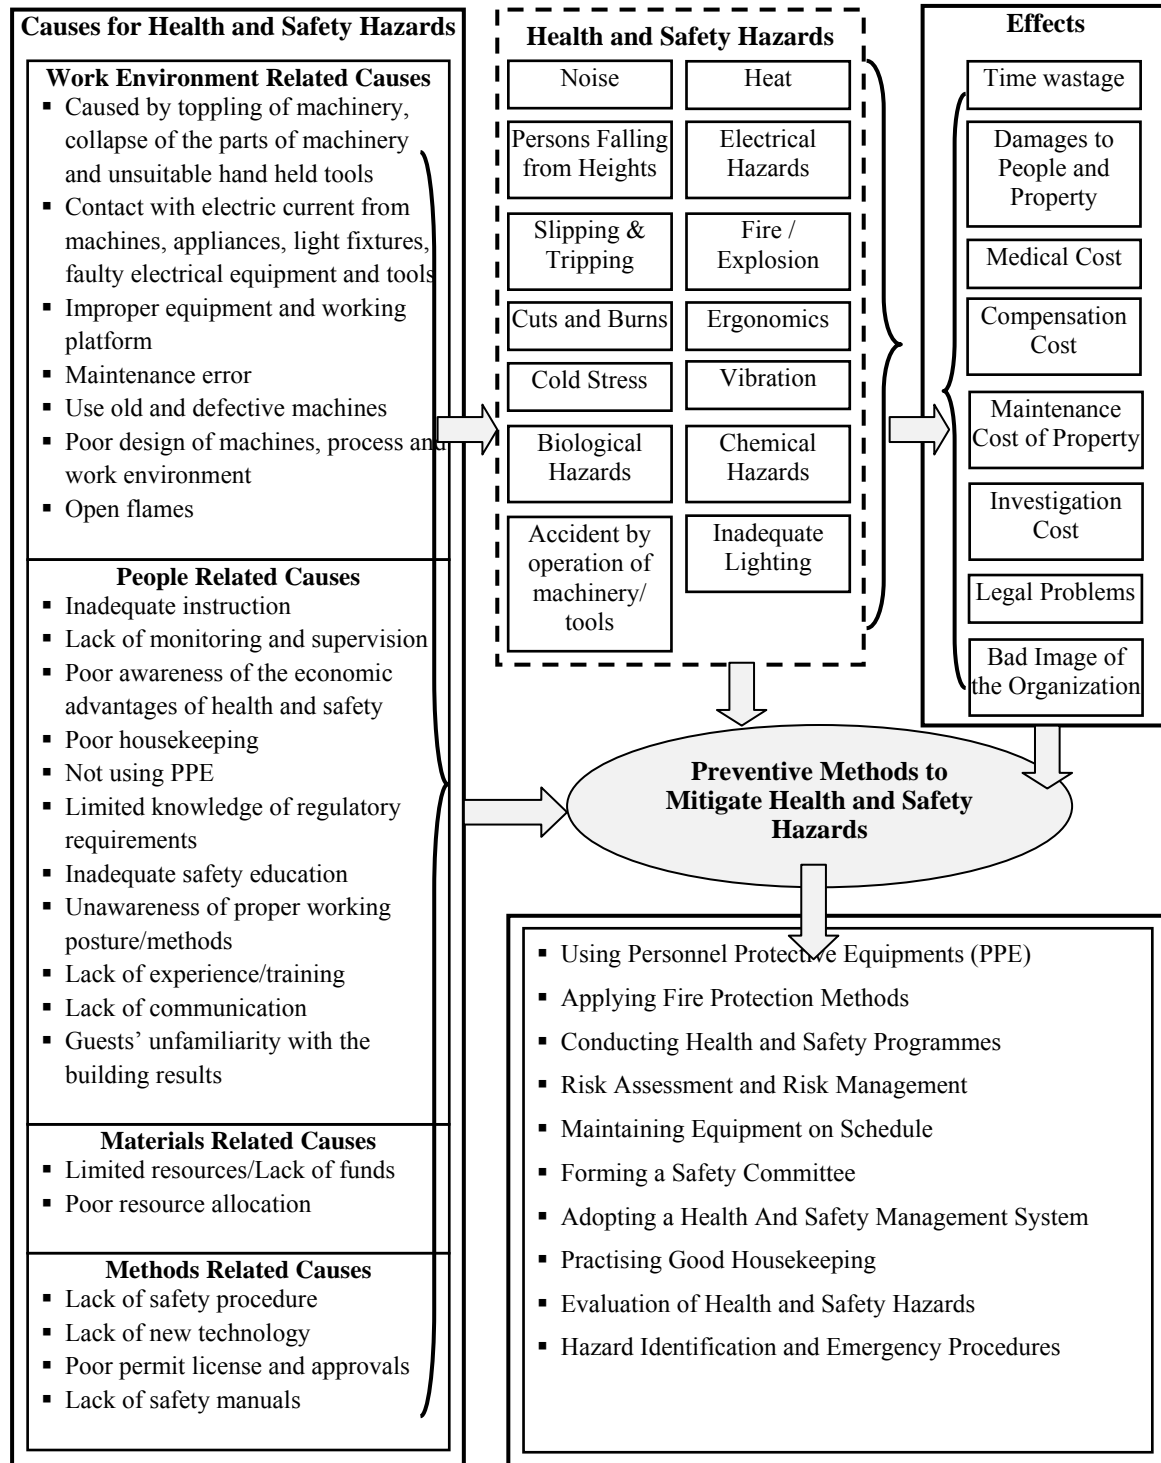 Causes for Health and Safety Hazards
Work Environment Related Causes
▪ Caused by toppling of machinery,
collapse of the parts of machinery
and unsuitable hand held tools
▪ Contact with electric current from
machines, appliances, light fixtures,
faulty electrical equipment and tools
▪ Improper equipment and working
platform
▪ Maintenance error
▪ Use old and defective machines
▪ Poor design of machines, process and
work environment
▪ Open flames
People Related Causes
▪ Inadequate instruction
▪ Lack of monitoring and supervision
▪ Poor awareness of the economic
advantages of health and safety
▪ Poor housekeeping
▪ Not using PPE
▪ Limited knowledge of regulatory
requirements
▪ Inadequate safety education
▪ Unawareness of proper working
posture/methods
▪ Lack of experience/training
▪ Lack of communication
▪ Guests’ unfamiliarity with the
building results
Materials Related Causes
▪ Limited resources/Lack of funds
▪ Poor resource allocation
Methods Related Causes
▪ Lack of safety procedure
▪ Lack of new technology
▪ Poor permit license and approvals
▪ Lack of safety manuals
Health and Safety Hazards
Noise
Heat
Persons Falling
from Heights
Electrical
Hazards
Slipping &
Tripping
Fire /
Explosion
Cuts and Burns
Ergonomics
Cold Stress
Vibration
Biological
Hazards
Chemical
Hazards
Accident by
operation of
machinery/
tools
Inadequate
Lighting
Effects
Time wastage
Damages to
People and
Property
Medical Cost
Compensation
Cost
Maintenance
Cost of Property
Investigation
Cost
Legal Problems
Bad Image of
the Organization
Preventive Methods to
Mitigate Health and Safety
Hazards
▪ Using Personnel Protective Equipments (PPE)
▪ Applying Fire Protection Methods
▪ Conducting Health and Safety Programmes
▪ Risk Assessment and Risk Management
▪ Maintaining Equipment on Schedule
▪ Forming a Safety Committee
▪ Adopting a Health And Safety Management System
▪ Practising Good Housekeeping
▪ Evaluation of Health and Safety Hazards
▪ Hazard Identification and Emergency Procedures